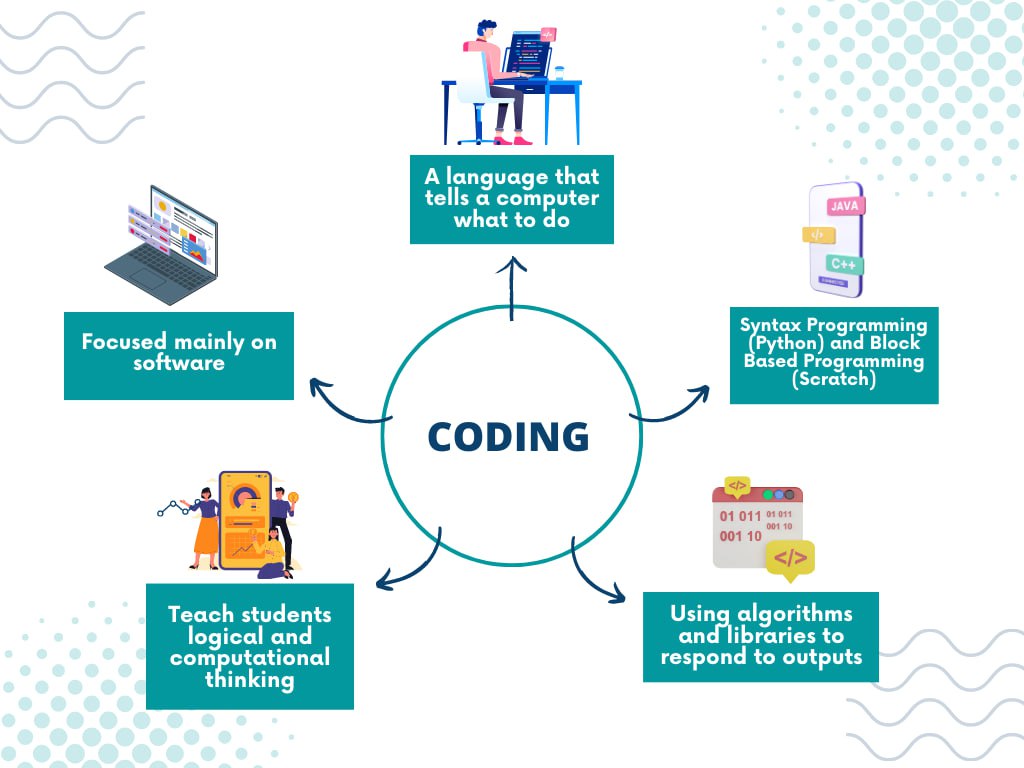 A language that
tells a computer
what to do
JAVA
</>
C++
Focused mainly on
software
Syntax Programming
(Python) and Block
Based Programming
(Scratch)
CODING
</>
01 011 01 011
001 10
001 10
</>
Teach students
logical and
computational
thinking
Using algorithms
and libraries to
respond to outputs